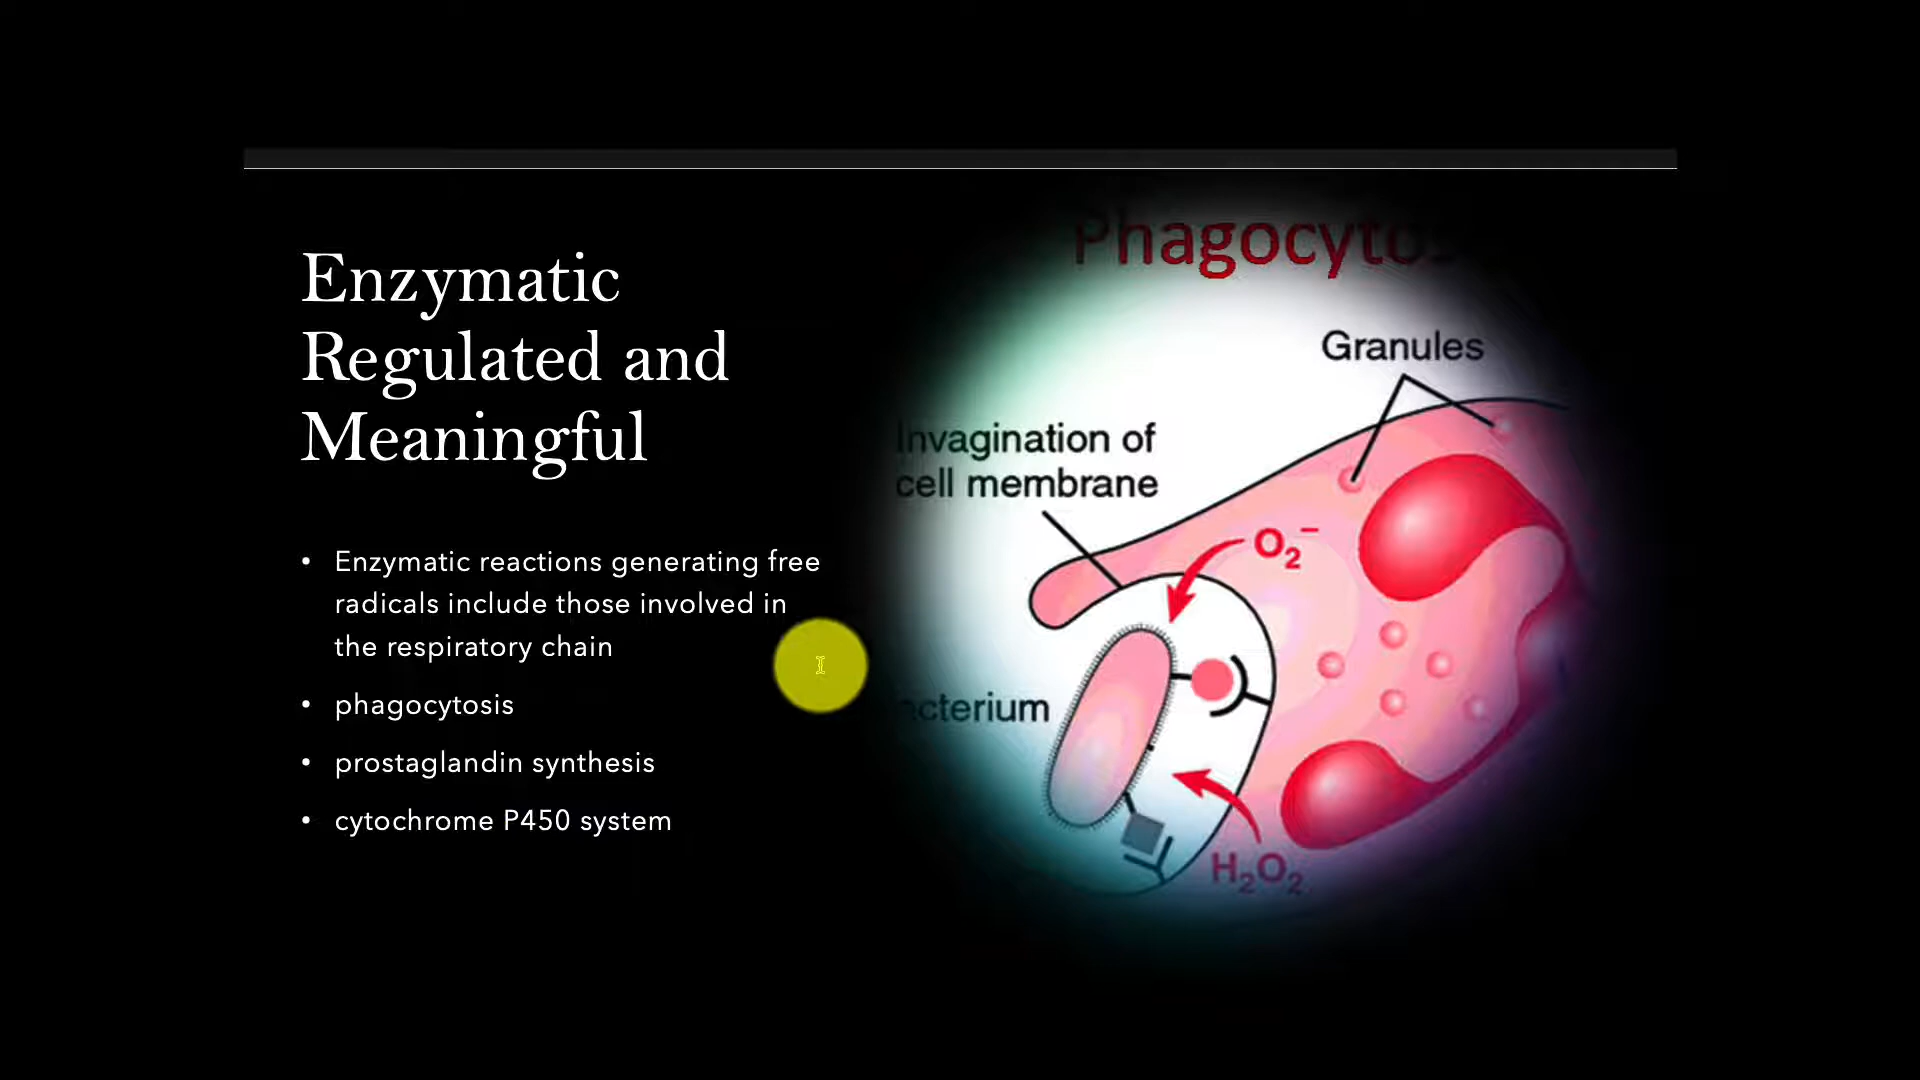 Enzymatic
Regulated and
Meaningful
• Enzymatic reactions generating free
radicals include those involved in
the respiratory chain
• phagocytosis
• prostaglandin synthesis
• cytochrome P450 system
Granules
Invagination of
cell membrane
O₂⁻
H₂O₂